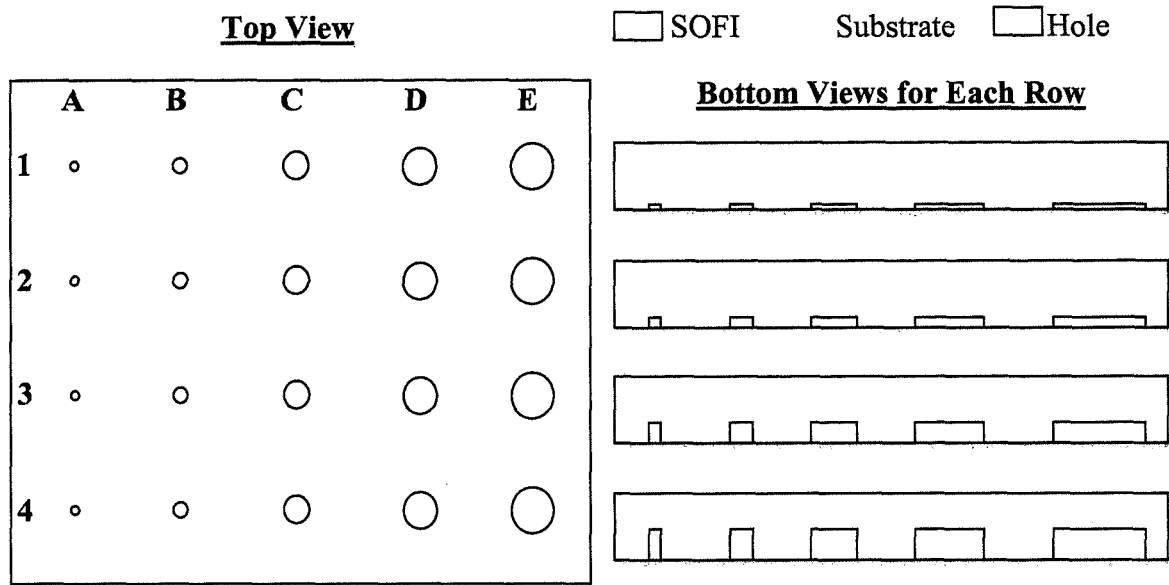 Top View
SOFI Substrate Hole
Bottom Views for Each Row
A B C D E
1
2
3
4